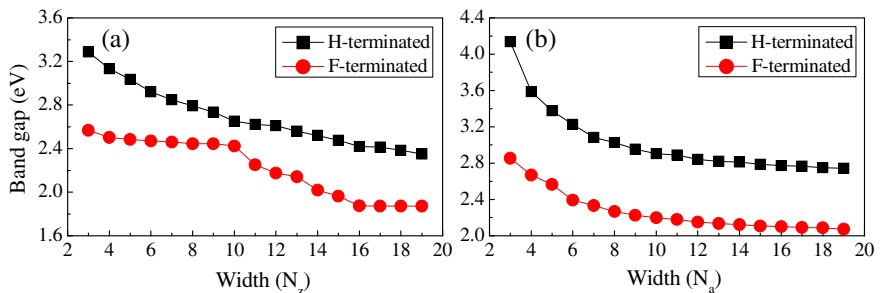 3.6
3.2
2.8
2.4
2.0
1.6
Band gap (eV)
(a)
H-terminated
F-terminated
2 4 6 8 10 12 14 16 18 20
Width (N_z)
4.4
4.0
3.6
3.2
2.8
2.4
2.0
(b)
H-terminated
F-terminated
2 4 6 8 10 12 14 16 18 20
Width (N_a)